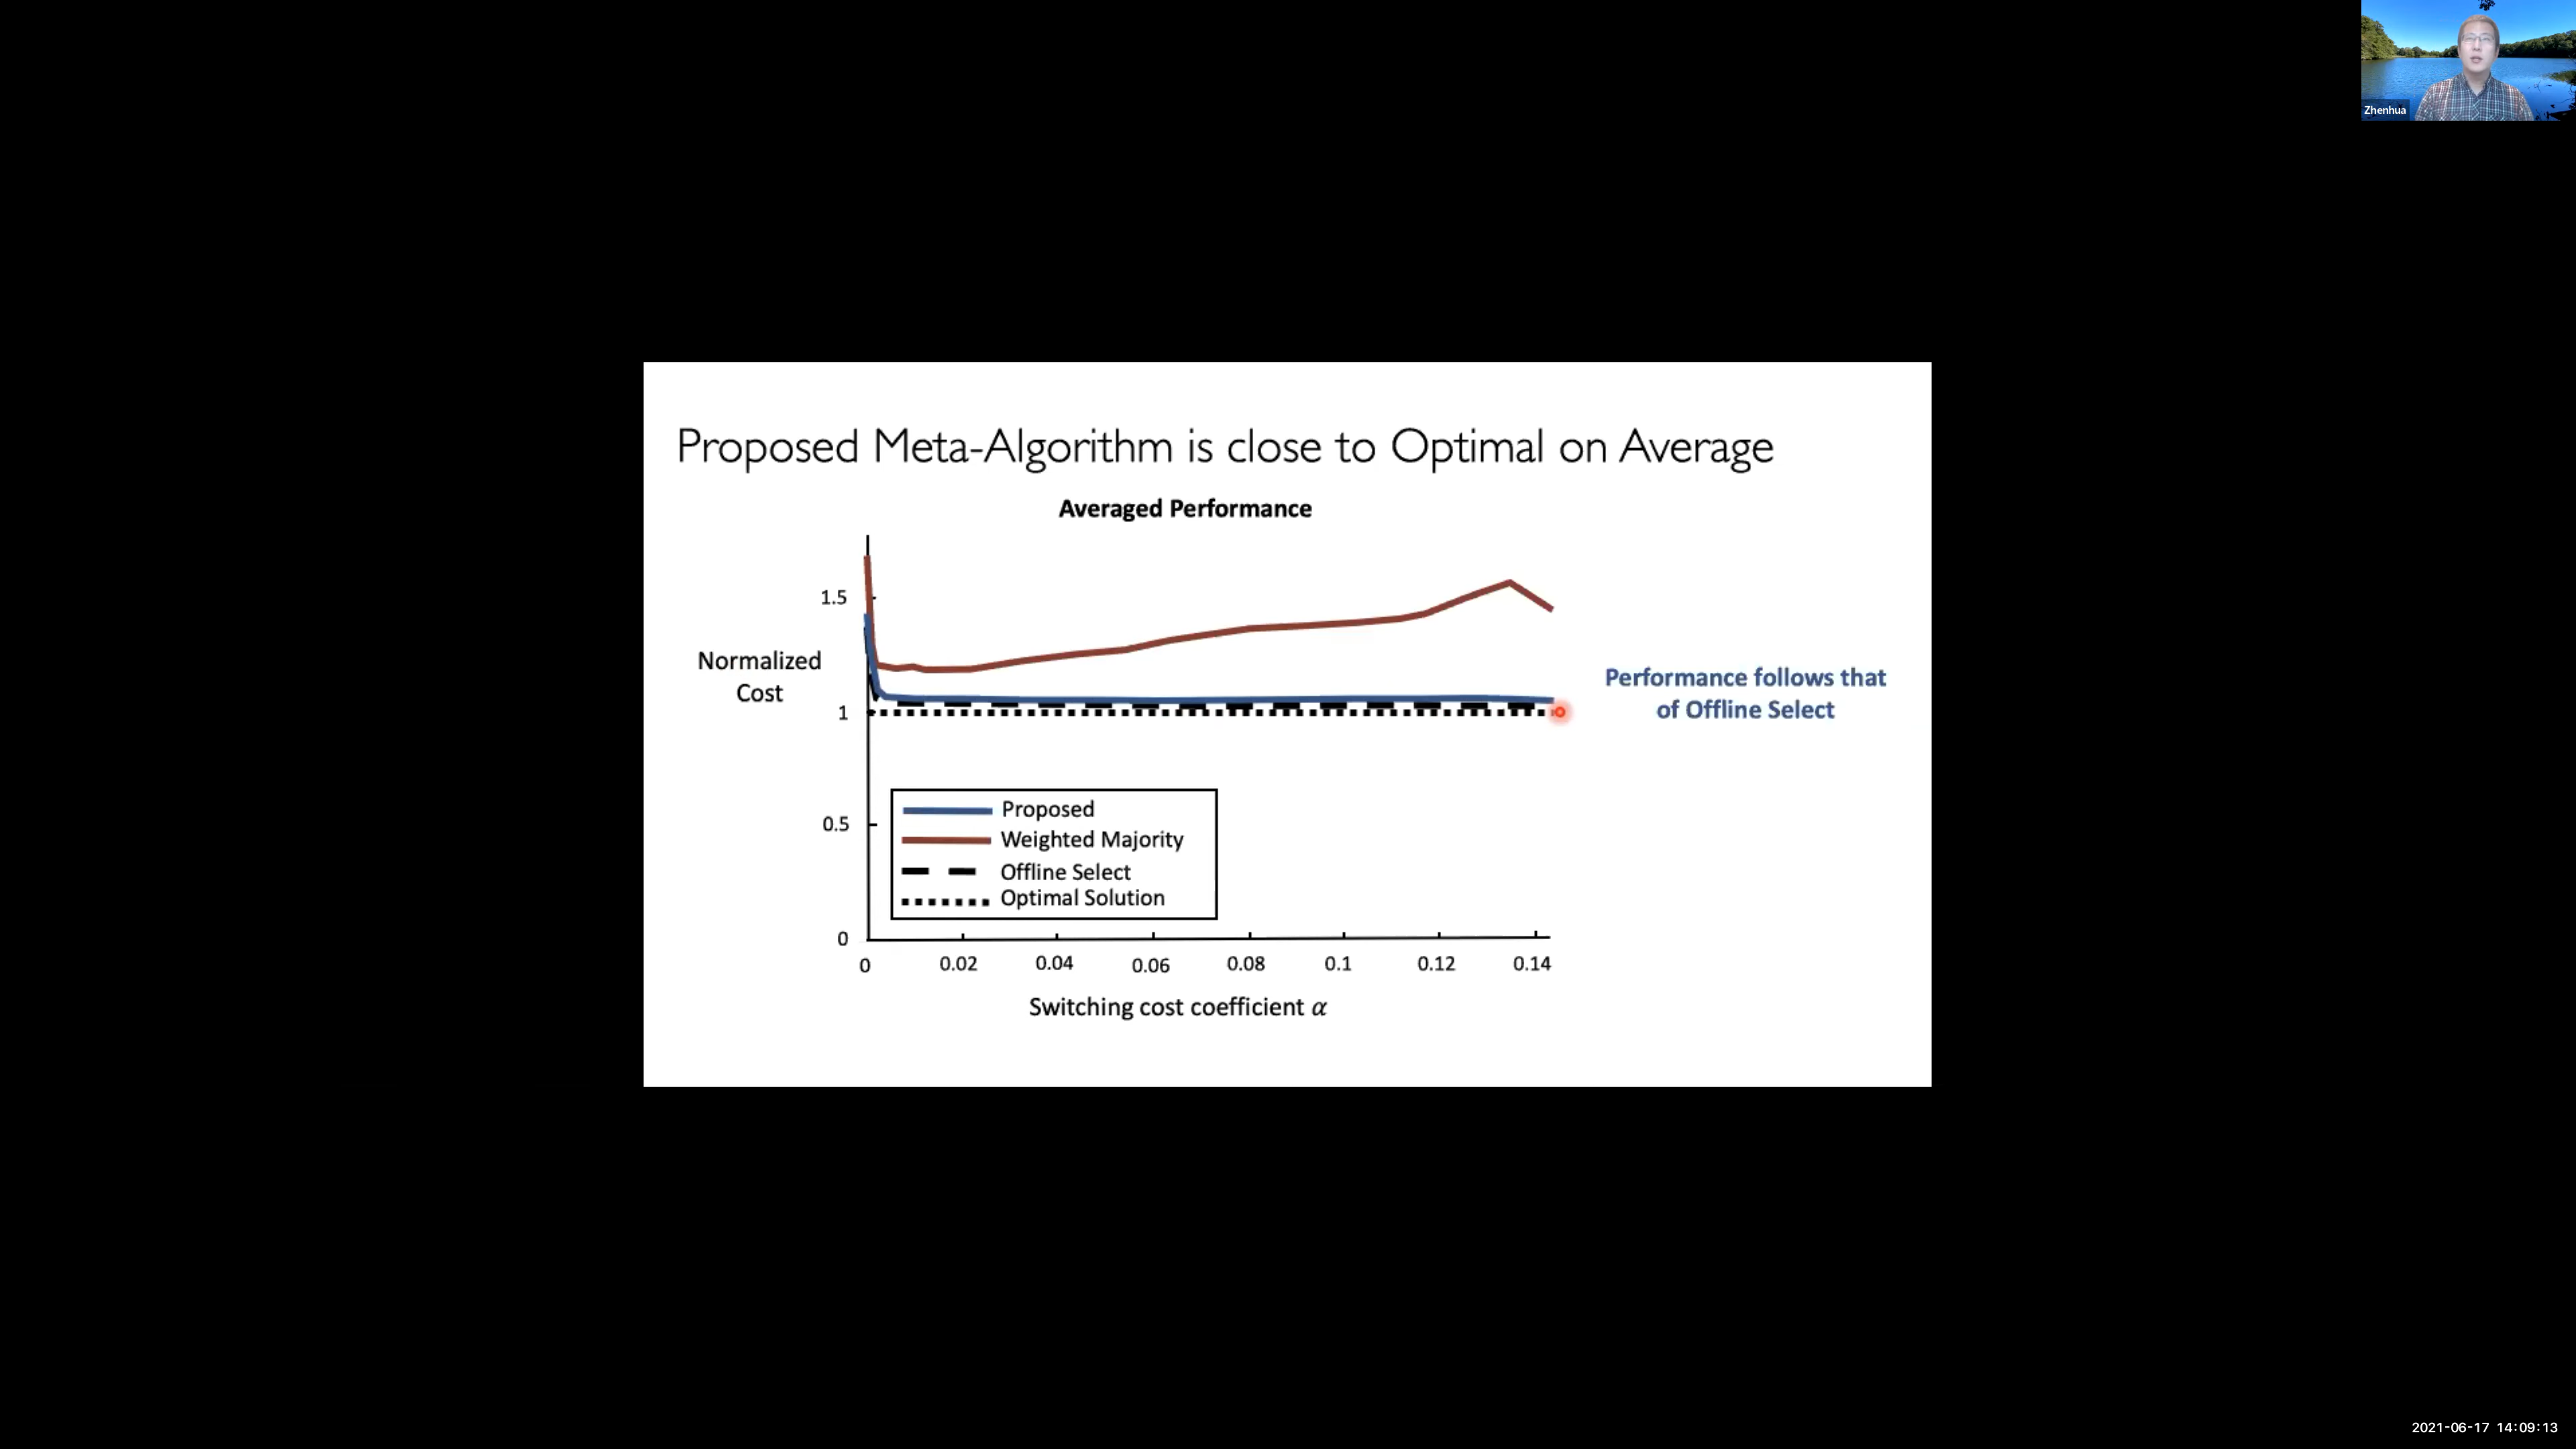 Zhenhua
Proposed Meta-Algorithm is close to Optimal on Average
Averaged Performance
1.5
1
0.5
0
Normalized
Cost
Performance follows that
of Offline Select
Proposed
Weighted Majority
Offline Select
Optimal Solution
0 0.02 0.04 0.06 0.08 0.1 0.12 0.14
Switching cost coefficient α
2021-06-17 14:09:13